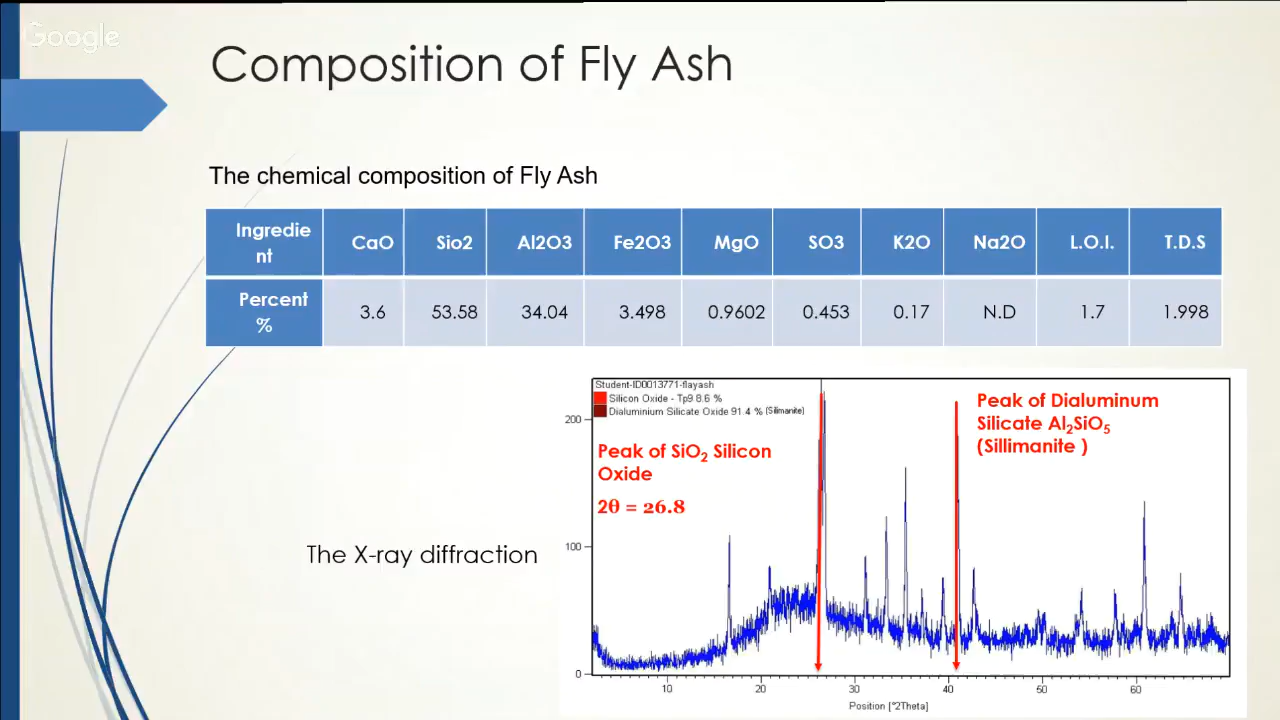 Google
Composition of Fly Ash
The chemical composition of Fly Ash
Ingredie
nt
CaO
Sio2
Al2O3
Fe2O3
MgO
SO3
K2O
Na2O
L.O.I.
T.D.S
Percent
%
3.6
53.58
34.04
3.498
0.9602
0.453
0.17
N.D
1.7
1.998
The X-ray diffraction
Student-ID0013771-flayash
Silicon Oxide - Tp9 8.6 %
Dialuminium Silicate Oxide 91.4 % (Silimanite)
Peak of SiO₂ Silicon
Oxide
2θ = 26.8
Peak of Dialuminum
Silicate Al₂SiO₅
(Sillimanite )
200
100
0
10
20
30
40
50
60
Position [°2Theta]